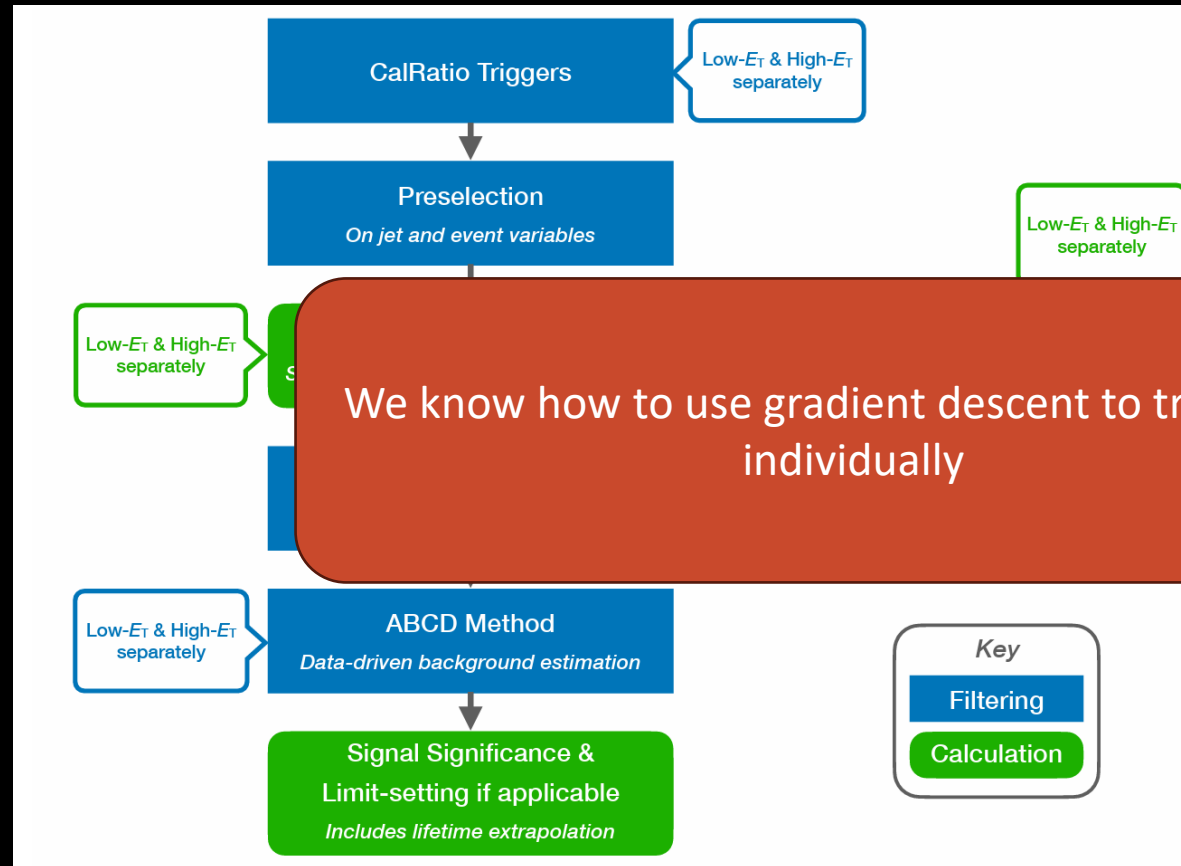 CalRatio Triggers
Low-ET & High-ET
separately
Preselection
On jet and event variables
Low-ET & High-ET
separately
Low-ET & High-ET
separately
We know how to use gradient descent to
individually
ABCD Method
Data-driven background estimation
Low-ET & High-ET
separately
Signal Significance &
Limit-setting if applicable
Includes lifetime extrapolation
Key
Filtering
Calculation